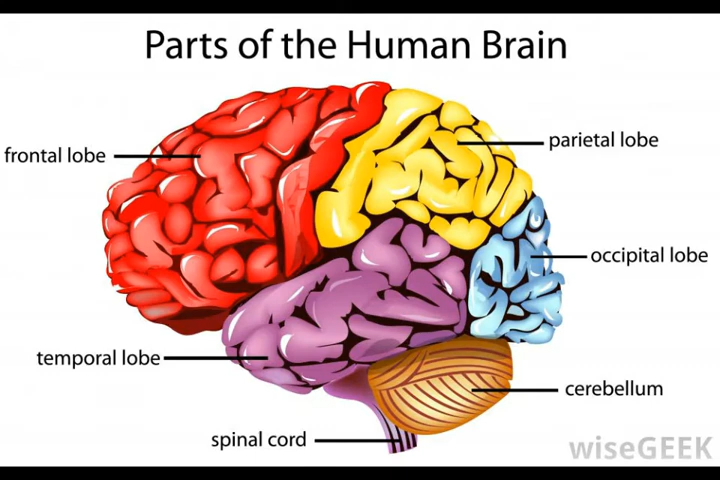 Parts of the Human Brain
frontal lobe
parietal lobe
occipital lobe
temporal lobe
cerebellum
spinal cord
wiseGEEK